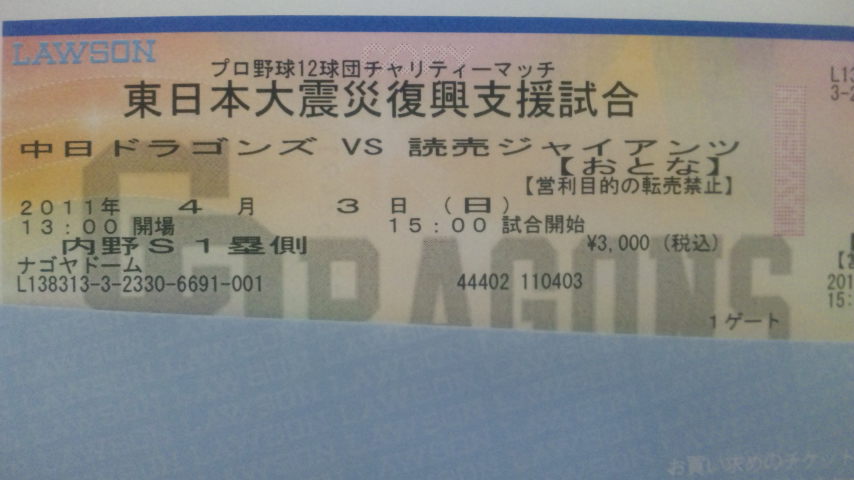 LAWSON
プロ野球12球団チャリティーマッチ
東日本大震災復興支援試合
中日ドラゴンズ VS 読売ジャイアンツ
【おとな】
【営利目的の転売禁止】
2011年 4月 3日(日)
13:00 開場 15:00 試合開始
内野S1塁側 ¥3,000(税込)
ナゴヤドーム
L138313-3-2330-6691-001 44402 110403
1ゲート
DRAGONS
L13
3-2
201
15:
お買い求めのチケット